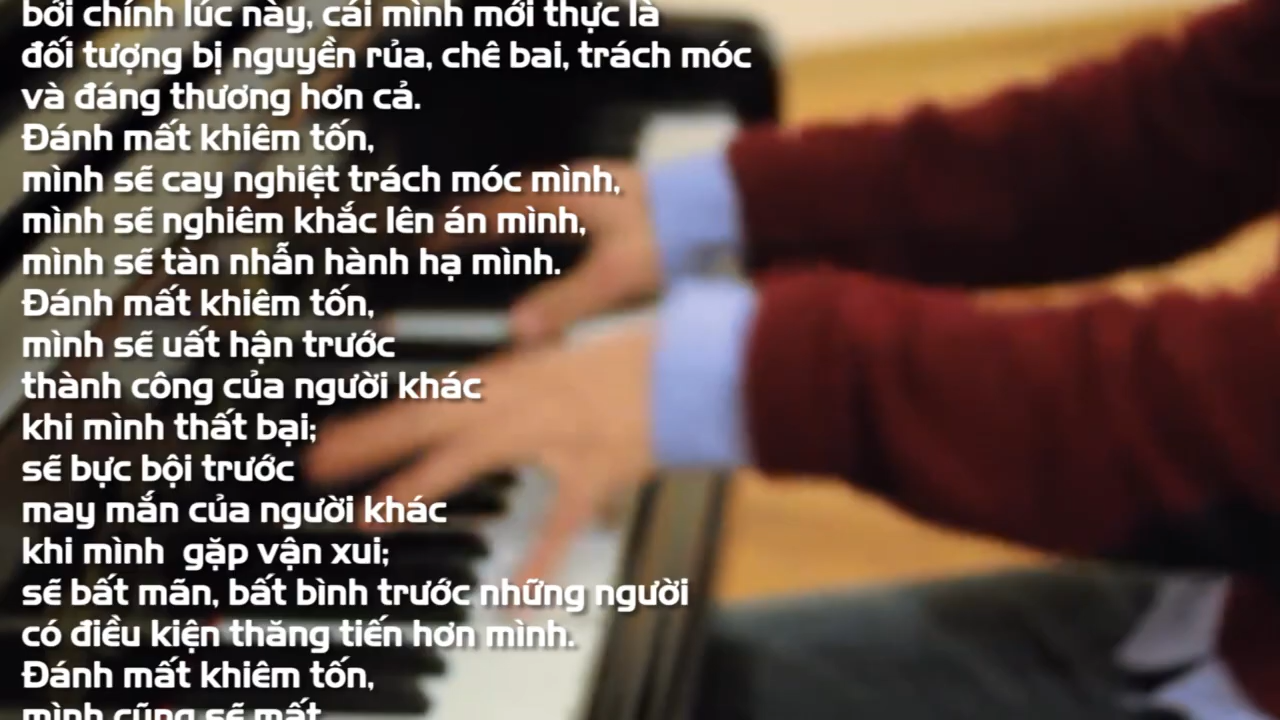 bởi chính lúc này, cái mình mới thực là
đối tượng bị nguyền rủa, chê bai, trách móc
và đáng thương hơn cả.
Đánh mất khiêm tốn,
mình sẽ cay nghiệt trách móc mình,
mình sẽ nghiêm khắc lên án mình,
mình sẽ tàn nhẫn hành hạ mình.
Đánh mất khiêm tốn,
mình sẽ uất hận trước
thành công của người khác
khi mình thất bại;
sẽ bực bội trước
may mắn của người khác
khi mình  gặp vận xui;
sẽ bất mãn, bất bình trước những người
có điều kiện thăng tiến hơn mình.
Đánh mất khiêm tốn,
mình cũng sẽ mất